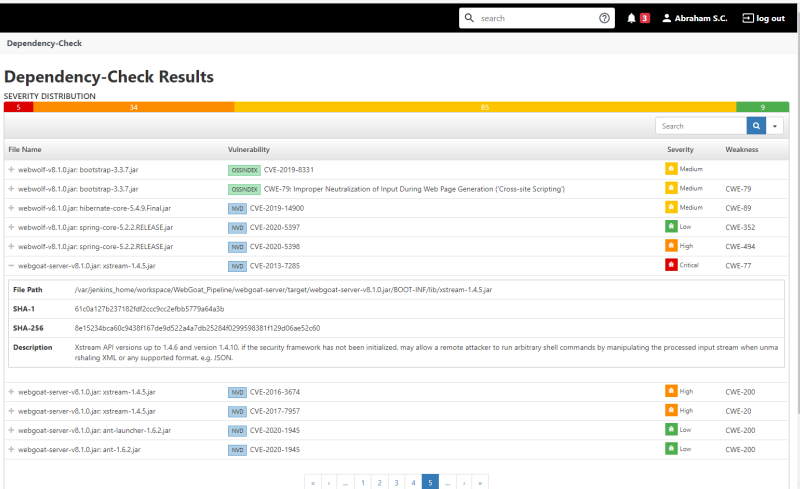 search
3
Abraham S.C.
log out
Dependency-Check
Dependency-Check Results
SEVERITY DISTRIBUTION
5 34 85 9
Search
File Name Vulnerability Severity Weakness
webwolf-v8.1.0.jar: bootstrap-3.3.7.jar OSSINDEX CVE-2019-8331 Medium
webwolf-v8.1.0.jar: bootstrap-3.3.7.jar OSSINDEX CWE-79: Improper Neutralization of Input During Web Page Generation ('Cross-site Scripting') Medium CWE-79
webwolf-v8.1.0.jar: hibernate-core-5.4.9.Final.jar NVD CVE-2019-14900 Medium CWE-89
webwolf-v8.1.0.jar: spring-core-5.2.2.RELEASE.jar NVD CVE-2020-5397 Low CWE-352
webwolf-v8.1.0.jar: spring-core-5.2.2.RELEASE.jar NVD CVE-2020-5398 High CWE-494
webgoat-server-v8.1.0.jar: xstream-1.4.5.jar NVD CVE-2013-7285 Critical CWE-77
File Path /var/jenkins_home/workspace/WebGoat_Pipeline/webgoat-server/target/webgoat-server-v8.1.0.jar/BOOT-INF/lib/xstream-1.4.5.jar
SHA-1 61c0a127b237182fdf2ccc9cc2efbb5779a64a3b
SHA-256 8e15234bca60c9438f167de9d522a4a7db25284f0299598381f129d06ae52c60
Description Xstream API versions up to 1.4.6 and version 1.4.10, if the security framework has not been initialized, may allow a remote attacker to run arbitrary shell commands by manipulating the processed input stream when unma
rshaling XML or any supported format. e.g. JSON.
webgoat-server-v8.1.0.jar: xstream-1.4.5.jar NVD CVE-2016-3674 High CWE-200
webgoat-server-v8.1.0.jar: xstream-1.4.5.jar NVD CVE-2017-7957 High CWE-20
webgoat-server-v8.1.0.jar: ant-launcher-1.6.2.jar NVD CVE-2020-1945 Low CWE-200
webgoat-server-v8.1.0.jar: ant-1.6.2.jar NVD CVE-2020-1945 Low CWE-200
« ‹ ... 1 2 3 4 5 ... › »